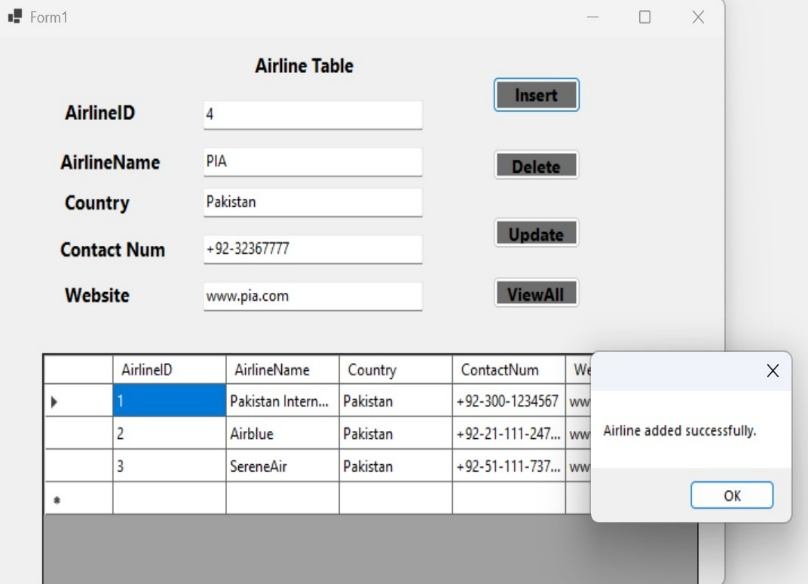 Form1
Airline Table
Insert
AirlineID 4
AirlineName PIA
Delete
Country Pakistan
Update
Contact Num +92-32367777
Website www.pia.com
ViewAll
AirlineID AirlineName Country ContactNum We
1 Pakistan Intern... Pakistan +92-300-1234567 ww
2 Airblue Pakistan +92-21-111-247... ww
3 SereneAir Pakistan +92-51-111-737... ww
Airline added successfully.
OK